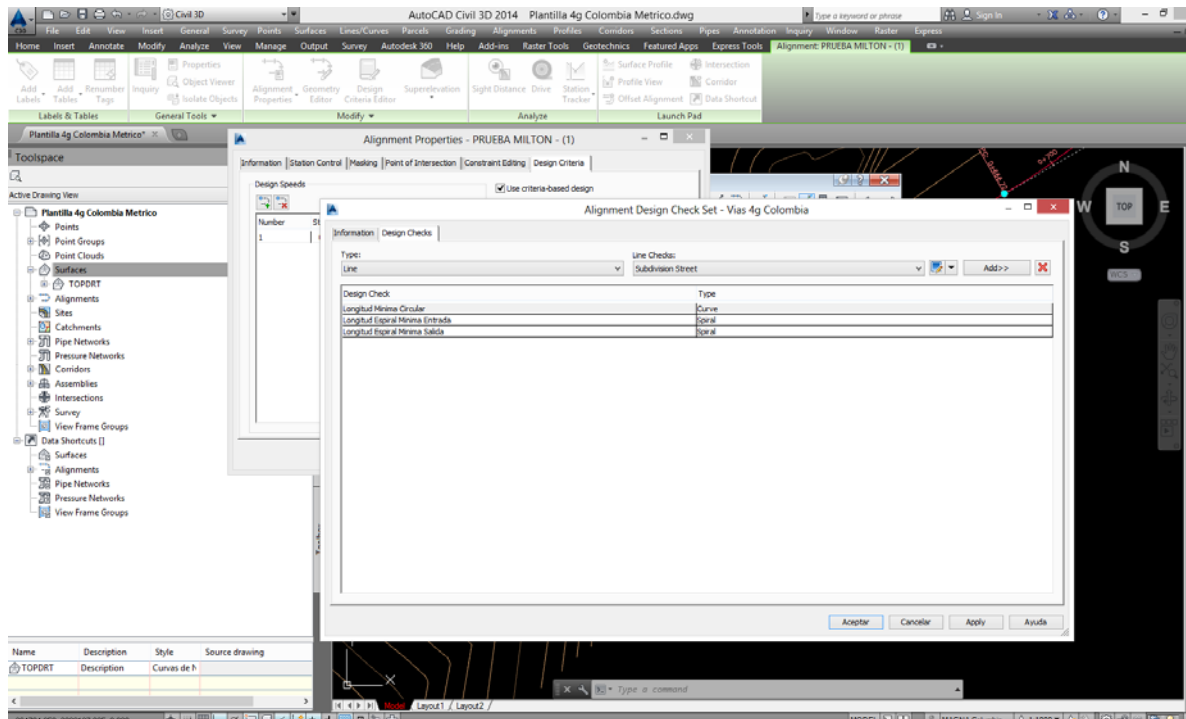 Civil 3D AutoCAD Civil 3D 2014 Plantilla 4g Colombia Metrico.dwg Type a keyword or phrase Sign In
File Edit View Insert General Survey Points Surfaces Lines/Curves Parcels Grading Alignments Profiles Corridors Sections Pipes Annotation Inquiry Window Raster Express
Home Insert Annotate Modify Analyze View Manage Output Survey Autodesk 360 Help Add-ins Raster Tools Geotechnics Featured Apps Express Tools Alignment: PRUEBA MILTON - (1)
Properties Surface Profile Intersection
Object Viewer Profile View Corridor
Isolate Objects Offset Alignment Data Shortcut
Add Labels Add Tables Renumber Tags Inquiry Alignment Properties Geometry Editor Design Criteria Editor Superelevation Sight Distance Drive Station Tracker
Labels & Tables General Tools Modify Analyze Launch Pad
Plantilla 4g Colombia Metrico*
Toolspace
Active Drawing View
Plantilla 4g Colombia Metrico
Points
Point Groups
Point Clouds
Surfaces
TOPDRT
Alignments
Sites
Catchments
Pipe Networks
Pressure Networks
Corridors
Assemblies
Intersections
Survey
View Frame Groups
Data Shortcuts []
Surfaces
Alignments
Pipe Networks
Pressure Networks
View Frame Groups
Name Description Style Source drawing
TOPDRT Description Curvas de N
Alignment Properties - PRUEBA MILTON - (1)
Information Station Control Masking Point of Intersection Constraint Editing Design Criteria
Design Speeds
Use criteria-based design
Number St
1
Alignment Design Check Set - Vias 4g Colombia
Information Design Checks
Type: Line Checks:
Line Subdivision Street Add>>
Design Check Type
Longitud Minima Circular Curve
Longitud Espiral Minima Entrada Spiral
Longitud Espiral Minima Salida Spiral
Aceptar Cancelar Apply Ayuda
N
W TOP E
S
WCS
Type a command
Model Layout1 Layout2